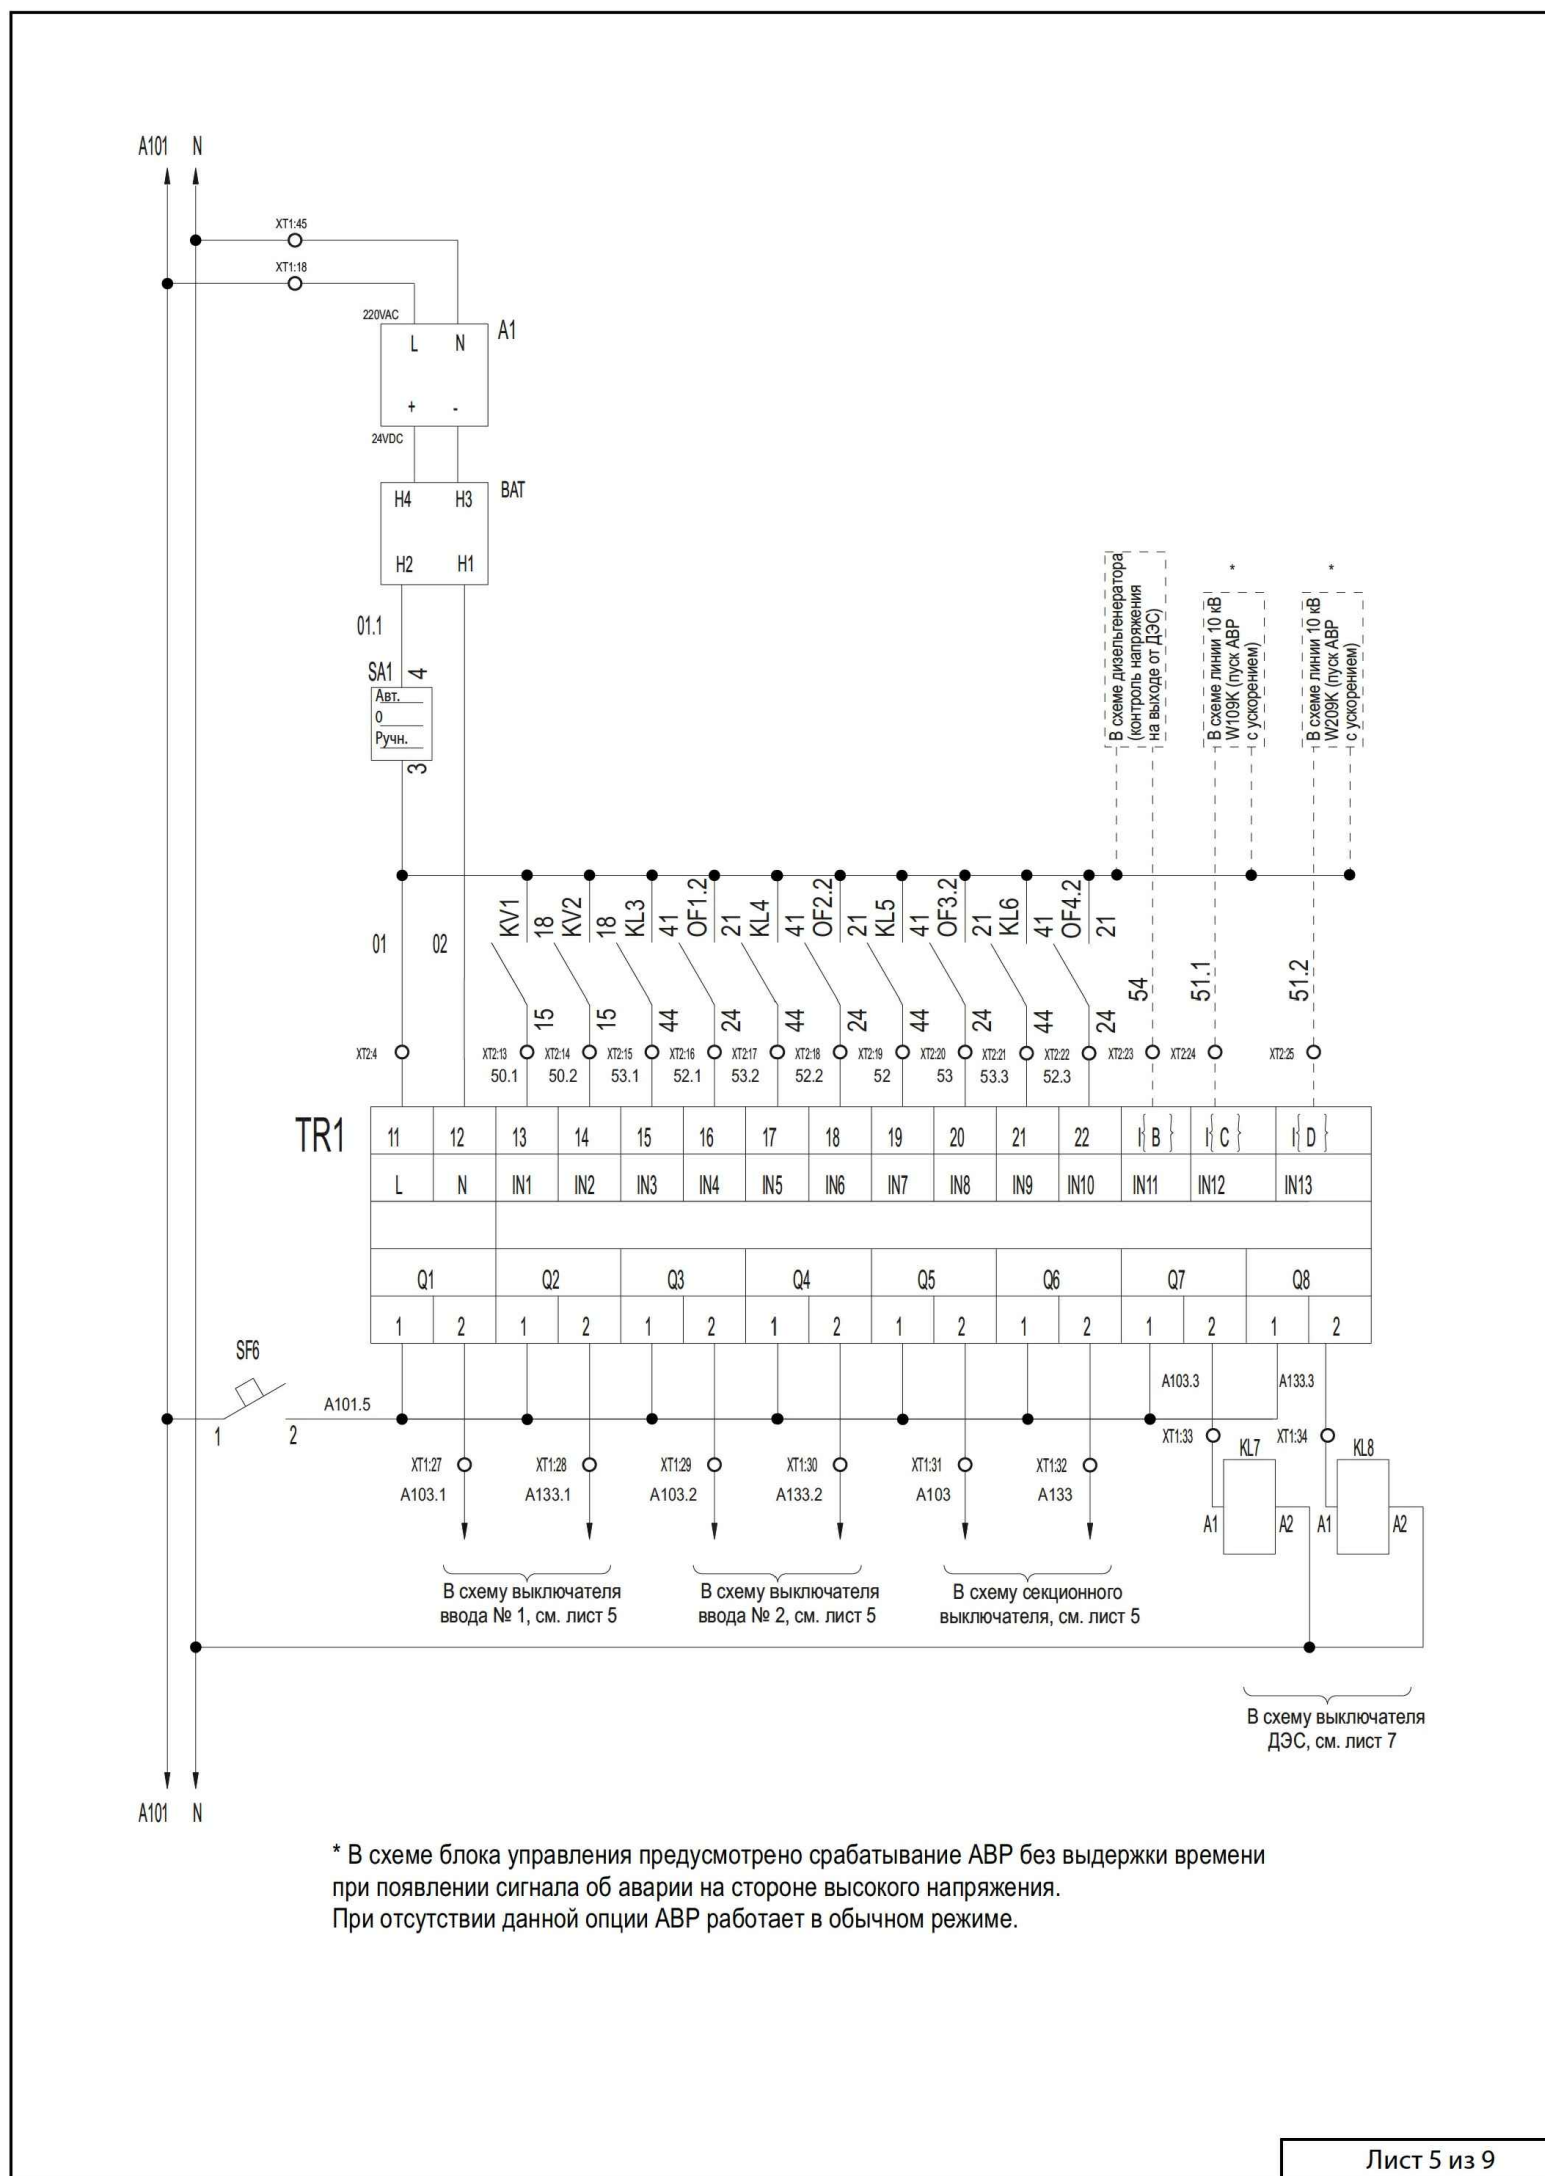 A101 N
XT1:45
XT1:18
220VAC
A1
L N
+ -
24VDC
BAT
H4 H3
H2 H1
01.1
SA1
4
Авт.
0
Ручн.
3
В схеме дизельгенератора
(контроль напряжения
на выходе от ДЭС)
*
В схеме линии 10 кВ
W109K (пуск АВР
с ускорением)
*
В схеме линии 10 кВ
W209K (пуск АВР
с ускорением)
01 02
KV1 18 KV2 18 KL3 41 OF1.2 21 KL4 41 OF2.2 21 KL5 41 OF3.2 21 KL6 41 OF4.2 21
15 15 44 24 44 24 44 24 44 24
54 51.1 51.2
XT2:4 XT2:13 XT2:14 XT2:15 XT2:16 XT2:17 XT2:18 XT2:19 XT2:20 XT2:21 XT2:22 XT2:23 XT2:24 XT2:25
50.1 50.2 53.1 52.1 53.2 52.2 52 53 53.3 52.3
TR1
11 12 13 14 15 16 17 18 19 20 21 22 I{B} I{C} I{D}
L N IN1 IN2 IN3 IN4 IN5 IN6 IN7 IN8 IN9 IN10 IN11 IN12 IN13
Q1 Q2 Q3 Q4 Q5 Q6 Q7 Q8
1 2 1 2 1 2 1 2 1 2 1 2 1 2 1 2
SF6
1 2
A101.5
A103.3 A133.3
XT1:33 XT1:34
KL7 KL8
XT1:27 XT1:28 XT1:29 XT1:30 XT1:31 XT1:32
A103.1 A133.1 A103.2 A133.2 A103 A133
A1 A2 A1 A2
В схему выключателя
ввода № 1, см. лист 5
В схему выключателя
ввода № 2, см. лист 5
В схему секционного
выключателя, см. лист 5
В схему выключателя
ДЭС, см. лист 7
A101 N
* В схеме блока управления предусмотрено срабатывание АВР без выдержки времени
при появлении сигнала об аварии на стороне высокого напряжения.
При отсутствии данной опции АВР работает в обычном режиме.
Лист 5 из 9